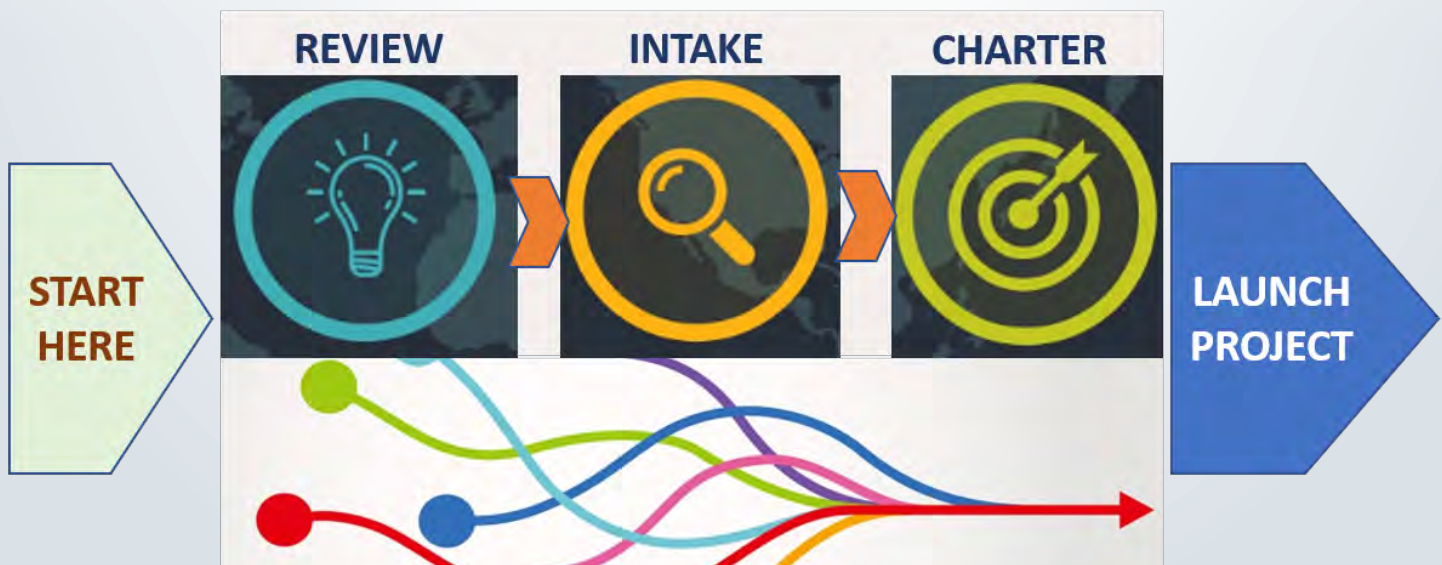 START
HERE
REVIEW
INTAKE
CHARTER
LAUNCH
PROJECT